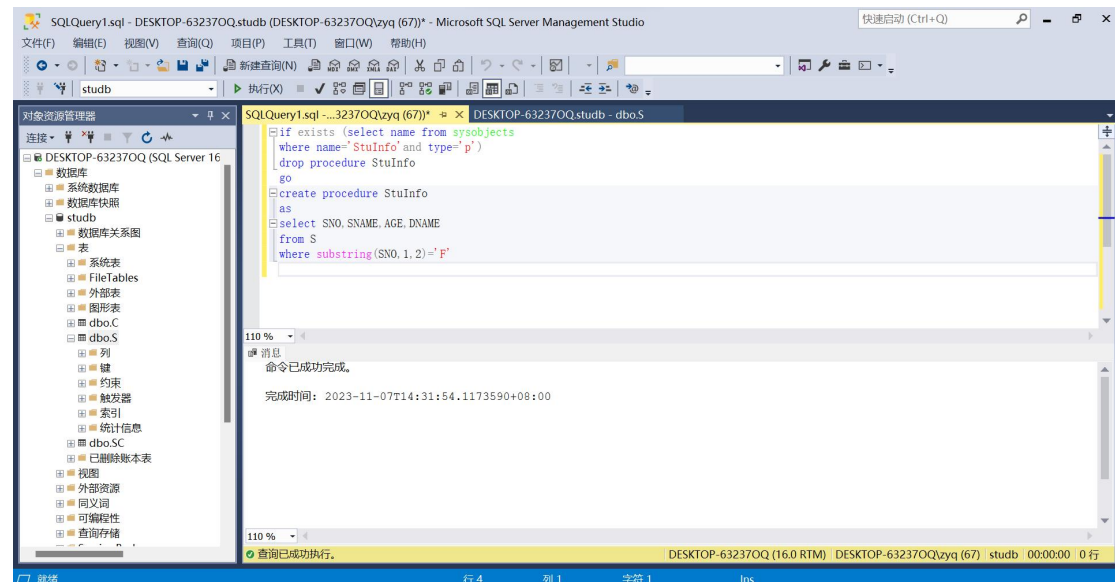 SQLQuery1.sql - DESKTOP-63237OQ.studb (DESKTOP-63237OQ\zyq (67))* - Microsoft SQL Server Management Studio
快速启动 (Ctrl+Q)
文件(F) 编辑(E) 视图(V) 查询(Q) 项目(P) 工具(T) 窗口(W) 帮助(H)
新建查询(N)
studb
执行(X)
对象资源管理器
连接
DESKTOP-63237OQ (SQL Server 16
数据库
系统数据库
数据库快照
studb
数据库关系图
表
系统表
FileTables
外部表
图形表
dbo.C
dbo.S
列
键
约束
触发器
索引
统计信息
dbo.SC
已删除账本表
视图
外部资源
同义词
可编程性
查询存储
SQLQuery1.sql -...3237OQ\zyq (67))*
DESKTOP-63237OQ.studb - dbo.S
if exists (select name from sysobjects
where name='StuInfo'and type='p')
drop procedure StuInfo
go
create procedure StuInfo
as
select SNO,SNAME,AGE,DNAME
from S
where substring(SNO,1,2)='F'
110 %
消息
命令已成功完成。
完成时间: 2023-11-07T14:31:54.1173590+08:00
110 %
查询已成功执行。
DESKTOP-63237OQ (16.0 RTM) DESKTOP-63237OQ\zyq (67) studb 00:00:00 0 行
就绪
行 4 列 1 字符 1 Ins